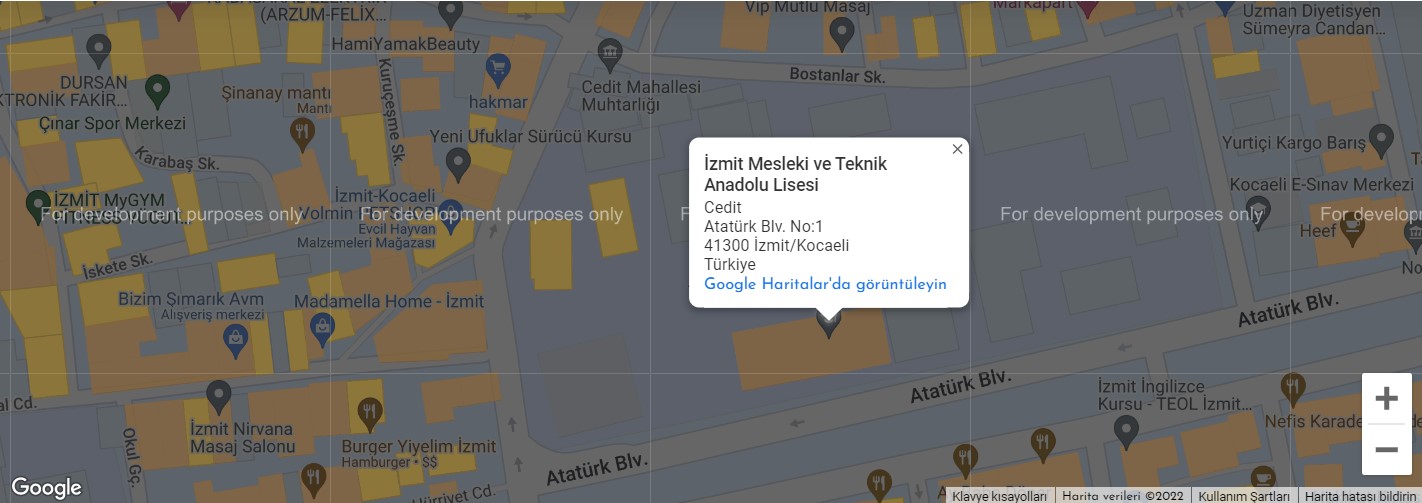 (ARZUM-FELİX...
Vip Mutlu Masaj
Markapart
Uzman Diyetisyen
Sümeyra Candan...
HamiYamakBeauty
DURSAN
KTRONİK FAKİR...
Çınar Spor Merkezi
Şinanay mantı
Mantı
hakmar
Kuruçeşme Sk.
Cedit Mahallesi
Muhtarlığı
Bostanlar Sk.
Yeni Ufuklar Sürücü Kursu
Karabaş Sk.
Yurtiçi Kargo Barış
Kocaeli E-Sınav Merkezi
Heef
İzmit Mesleki ve Teknik
Anadolu Lisesi
Cedit
Atatürk Blv. No:1
41300 İzmit/Kocaeli
Türkiye
Google Haritalar'da görüntüleyin
İZMİT MyGYM
For development purposes only
İzmit-Kocaeli
For development purposes only
Evcil Hayvan
Malzemeleri Mağazası
For development purposes only
For developm
İskete Sk.
Bizim Şımarık Avm
Alışveriş merkezi
Madamella Home - İzmit
Atatürk Blv.
Atatürk Blv.
al Cd.
Okul Gç.
İzmit Nirvana
Masaj Salonu
Burger Yiyelim İzmit
Hamburger • $$
Atatürk Blv.
Hürriyet Cd.
İzmit İngilizce
Kursu - TEOL İzmit...
Nefis Karade
Google
Klavye kısayolları
Harita verileri ©2022
Kullanım Şartları
Harita hatası bildirin